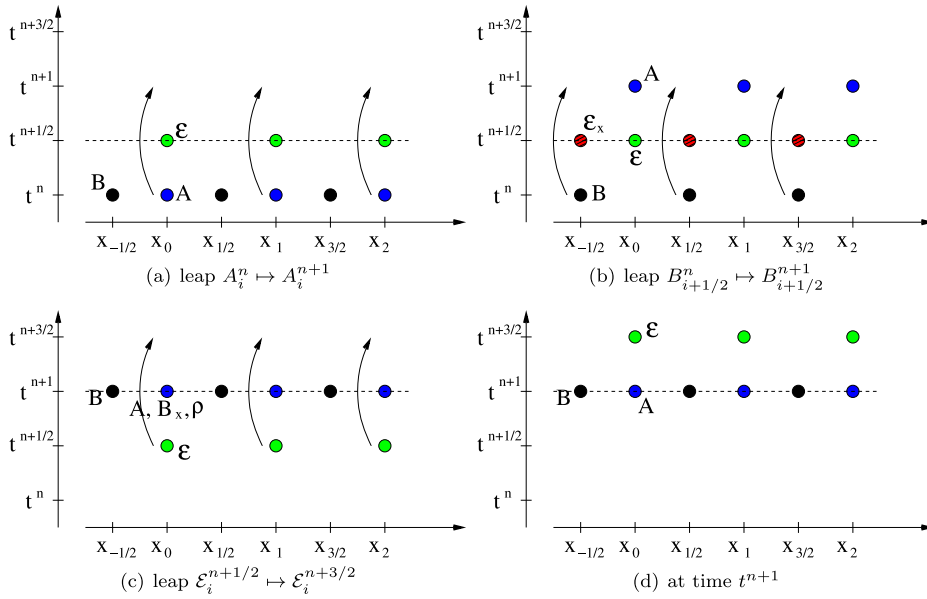 t^{n+3/2}
t^{n+1}
t^{n+1/2}
t^n
ε
B
A
x_{-1/2} x_0 x_{1/2} x_1 x_{3/2} x_2
(a) leap A_i^n ↦ A_i^{n+1}
t^{n+3/2}
t^{n+1}
t^{n+1/2}
t^n
A
ε_x
ε
B
x_{-1/2} x_0 x_{1/2} x_1 x_{3/2} x_2
(b) leap B_{i+1/2}^n ↦ B_{i+1/2}^{n+1}
t^{n+3/2}
t^{n+1}
t^{n+1/2}
t^n
B
A, B_x, ρ
ε
x_{-1/2} x_0 x_{1/2} x_1 x_{3/2} x_2
(c) leap ℰ_i^{n+1/2} ↦ ℰ_i^{n+3/2}
t^{n+3/2}
t^{n+1}
t^{n+1/2}
t^n
ε
B
A
x_{-1/2} x_0 x_{1/2} x_1 x_{3/2} x_2
(d) at time t^{n+1}